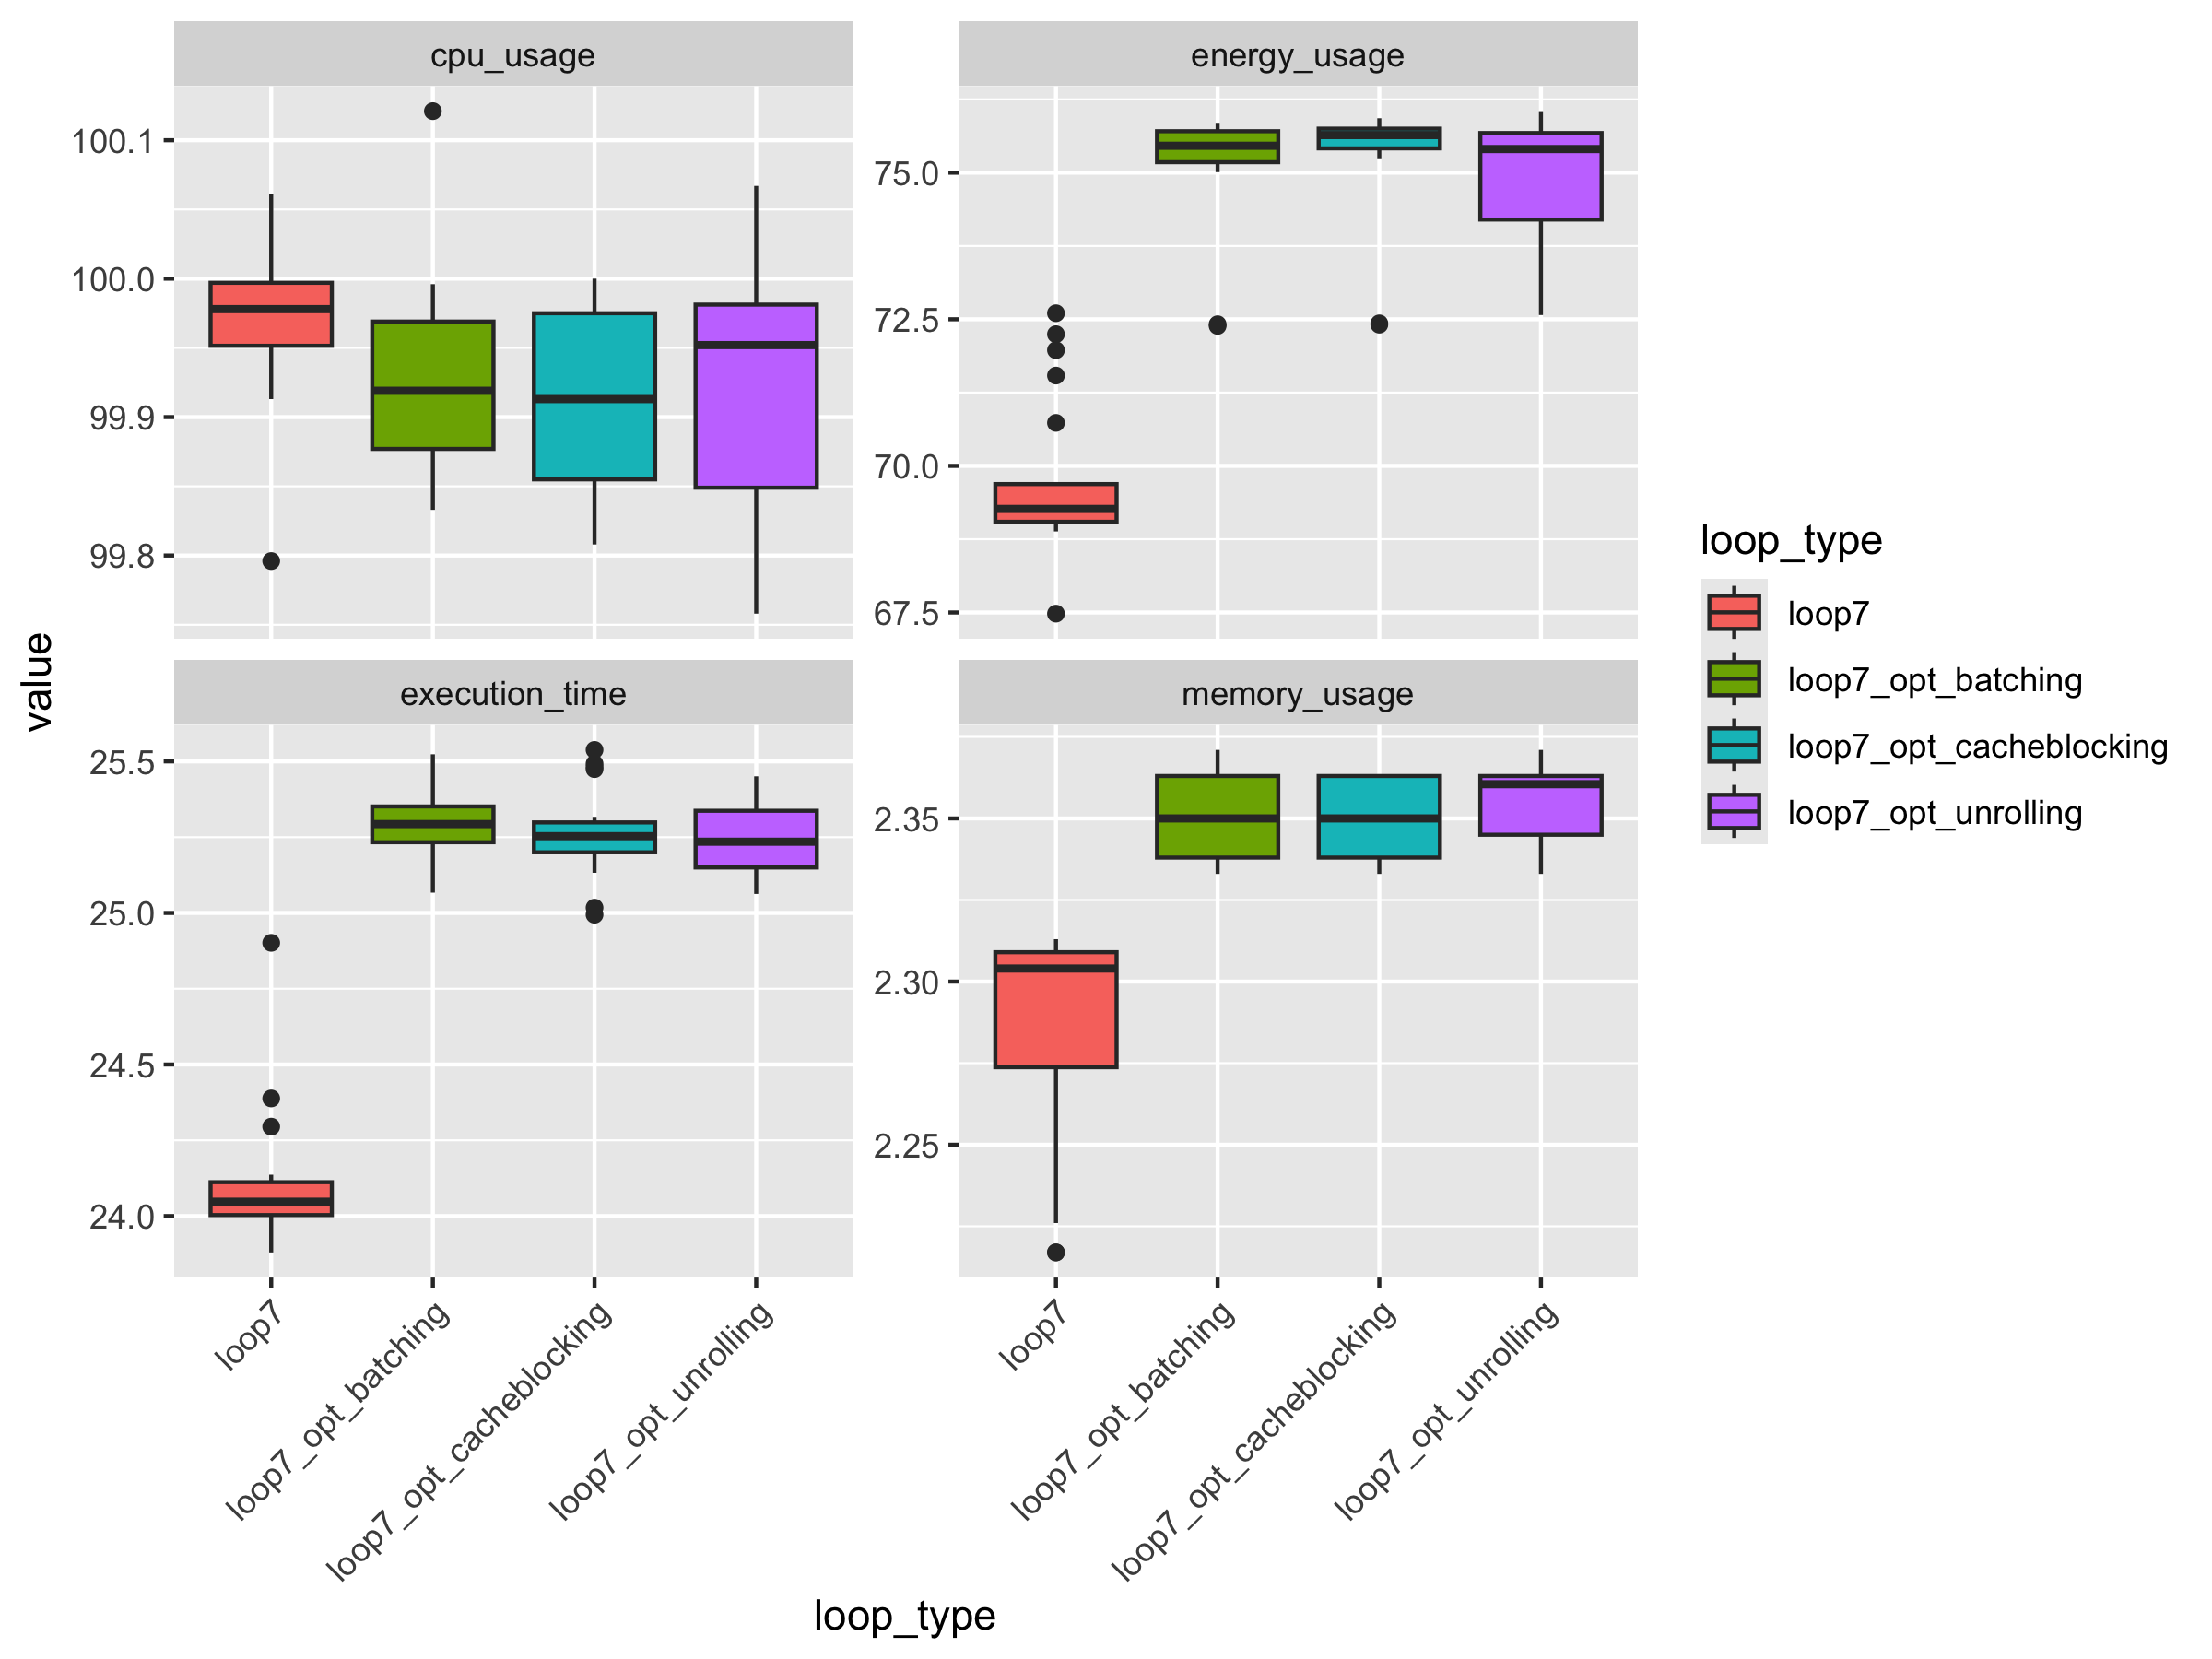 cpu_usage
energy_usage
100.1
100.0
99.9
99.8
75.0
72.5
70.0
67.5
execution_time
memory_usage
25.5
25.0
24.5
24.0
2.35
2.30
2.25
loop7
loop7_opt_batching
loop7_opt_cacheblocking
loop7_opt_unrolling
loop7
loop7_opt_batching
loop7_opt_cacheblocking
loop7_opt_unrolling
loop_type
value
loop_type
loop7
loop7_opt_batching
loop7_opt_cacheblocking
loop7_opt_unrolling